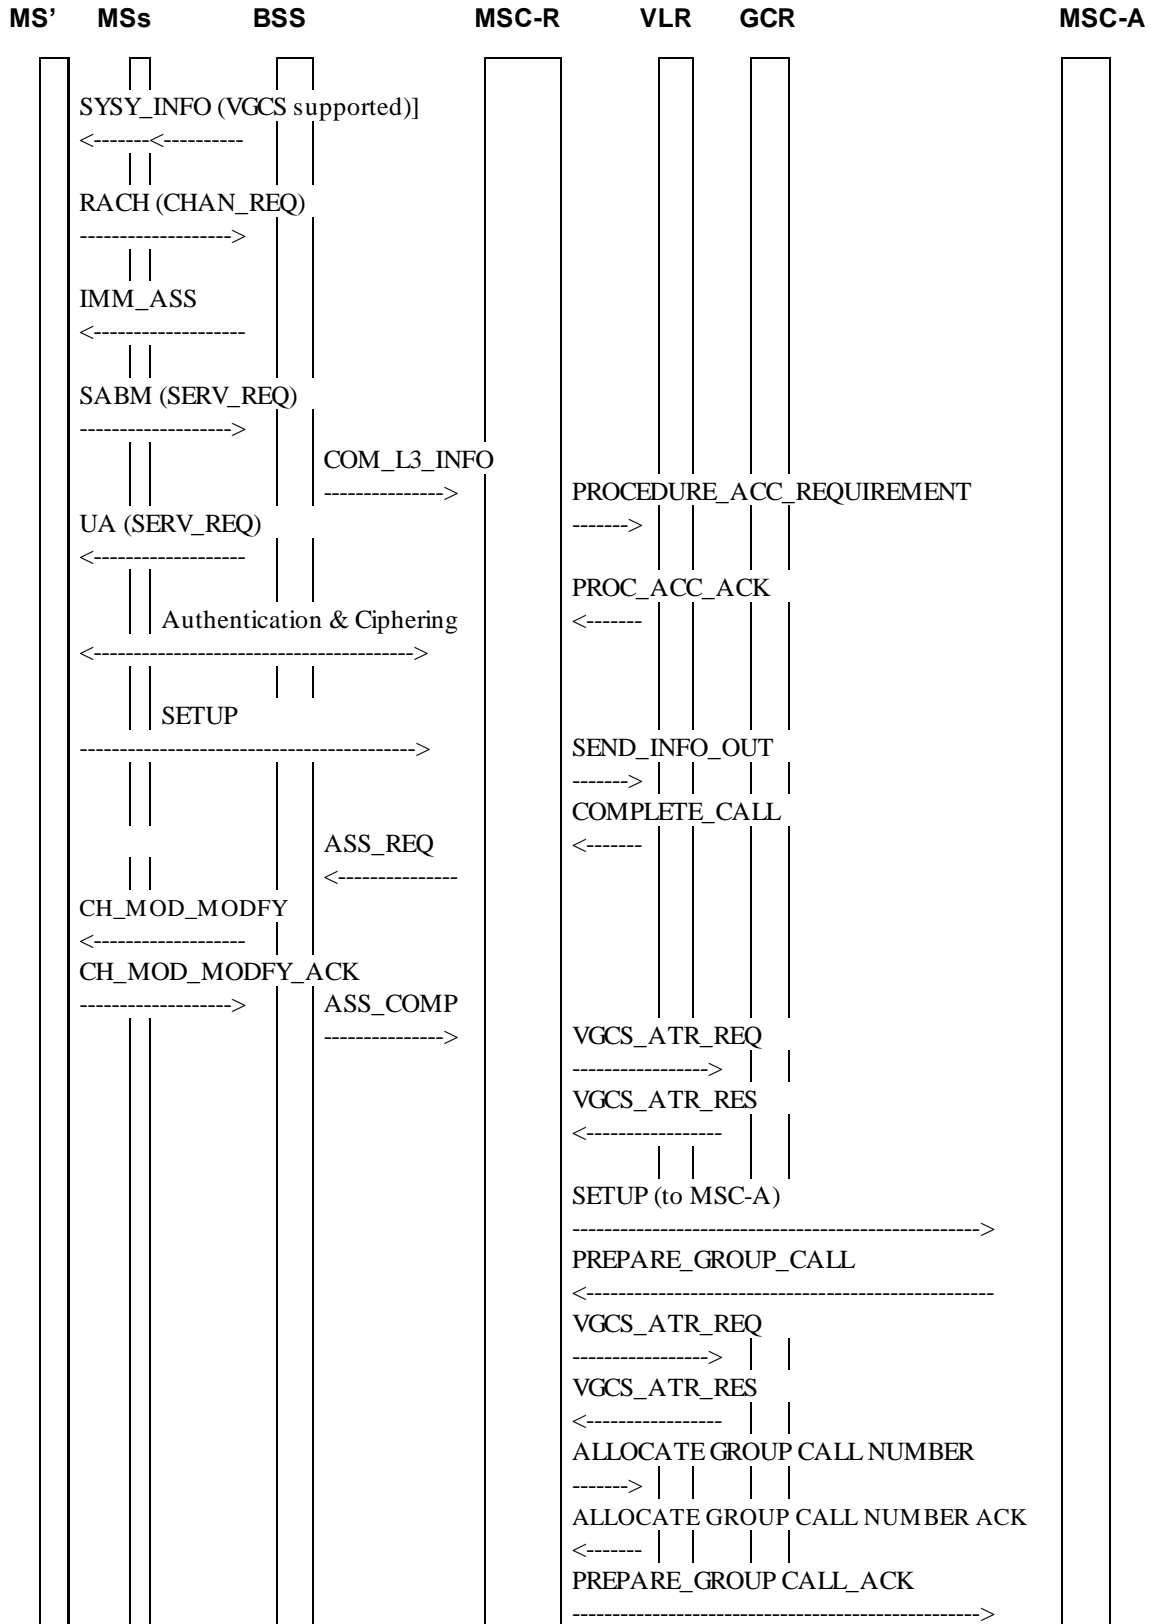 MS’ MSs BSS MSC-R VLR GCR MSC-A
SYSY_INFO (VGCS supported)]
<-------<----------
RACH (CHAN_REQ)
------------------->
IMM_ASS
<-------------------
SABM (SERV_REQ)
------------------->
COM_L3_INFO
---------------> PROCEDURE_ACC_REQUIREMENT
UA (SERV_REQ) ------->
<-------------------
PROC_ACC_ACK
Authentication & Ciphering <-------
<---------------------------------------->
SETUP
------------------------------------------> SEND_INFO_OUT
------->
COMPLETE_CALL
ASS_REQ <-------
<---------------
CH_MOD_MODFY
<-------------------
CH_MOD_MODFY_ACK
-------------------> ASS_COMP
---------------> VGCS_ATR_REQ
----------------->
VGCS_ATR_RES
<-----------------
SETUP (to MSC-A)
--------------------------------------------------->
PREPARE_GROUP_CALL
<---------------------------------------------------
VGCS_ATR_REQ
----------------->
VGCS_ATR_RES
<-----------------
ALLOCATE GROUP CALL NUMBER
------->
ALLOCATE GROUP CALL NUMBER ACK
<-------
PREPARE_GROUP CALL_ACK
--------------------------------------------------->